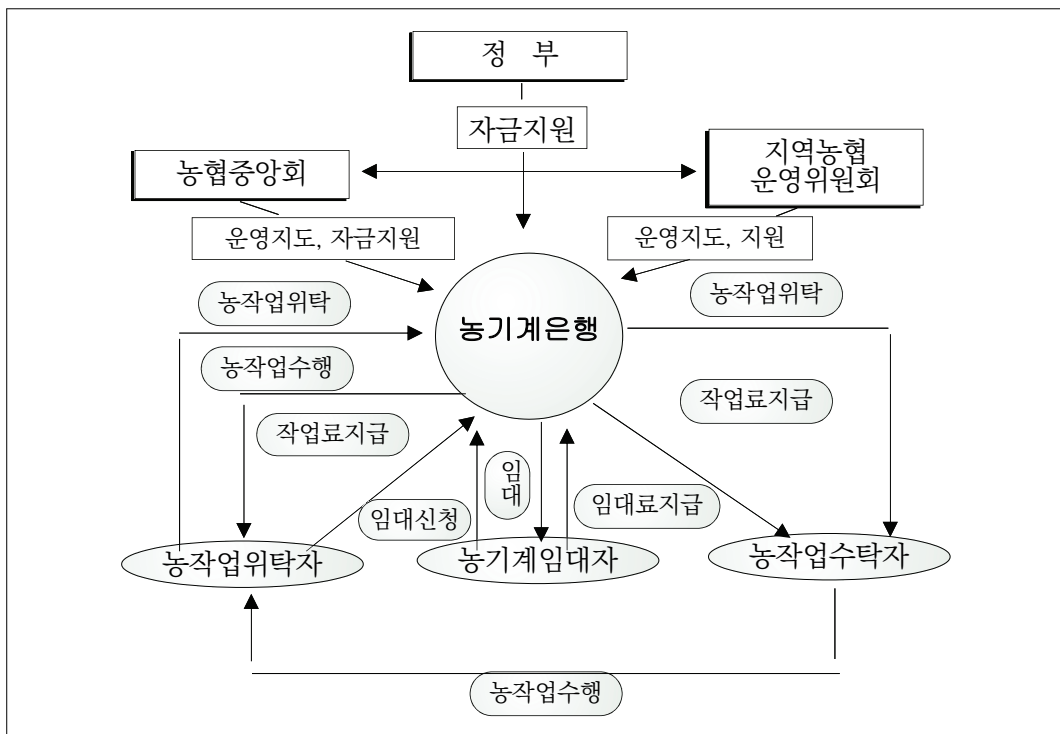 정 부
자금지원
농협중앙회
지역농협
운영위원회
운영지도, 자금지원
운영지도, 지원
농작업위탁
농작업위탁
농기계은행
농작업수행
작업료지급
작업료지급
임
대
임대신청
임대료지급
농작업위탁자
농기계임대자
농작업수탁자
농작업수행